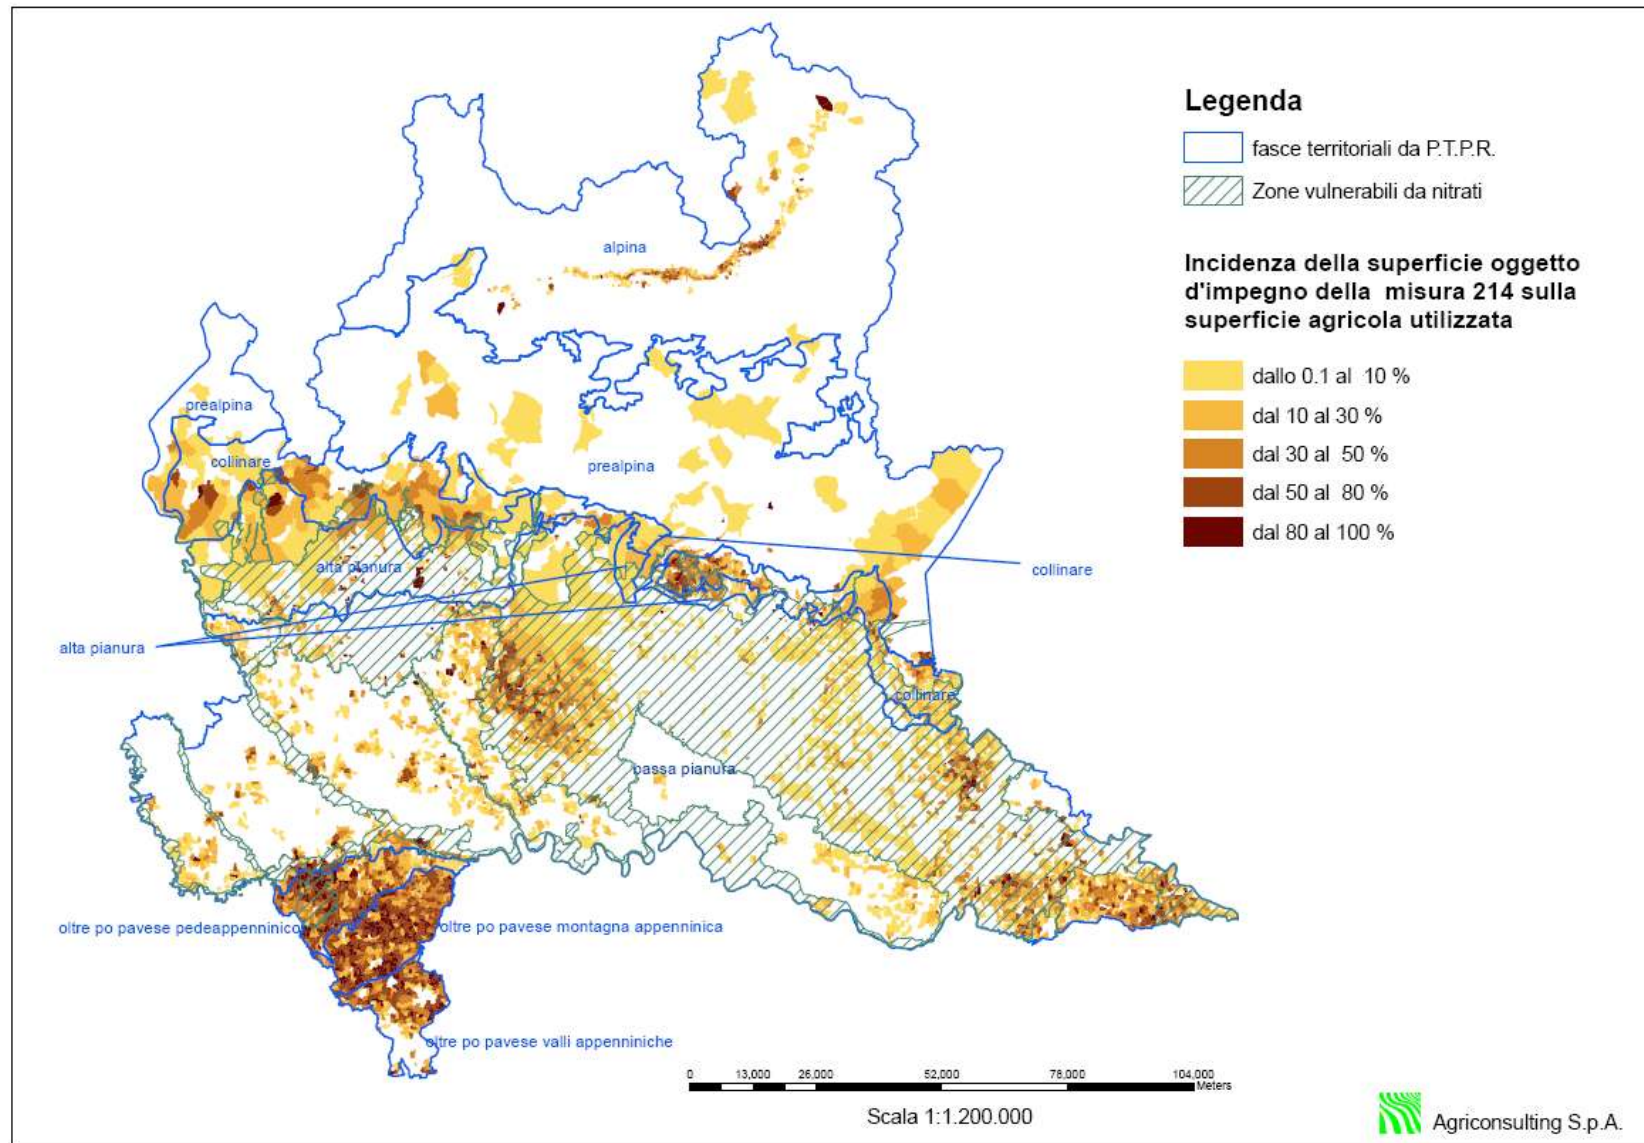 Legenda
fasce territoriali da P.T.P.R.
Zone vulnerabili da nitrati
Incidenza della superficie oggetto
d'impegno della misura 214 sulla
superficie agricola utilizzata
dallo 0.1 al 10 %
dal 10 al 30 %
dal 30 al 50 %
dal 50 al 80 %
dal 80 al 100 %
alpina
prealpina
collinare
prealpina
alta pianura
collinare
alta pianura
collinare
bassa pianura
oltre po pavese pedeappenninico
oltre po pavese montagna appenninica
oltre po pavese valli appenniniche
0 13,000 26,000 52,000 78,000 104,000
Meters
Scala 1:1.200.000
Agriconsulting S.p.A.